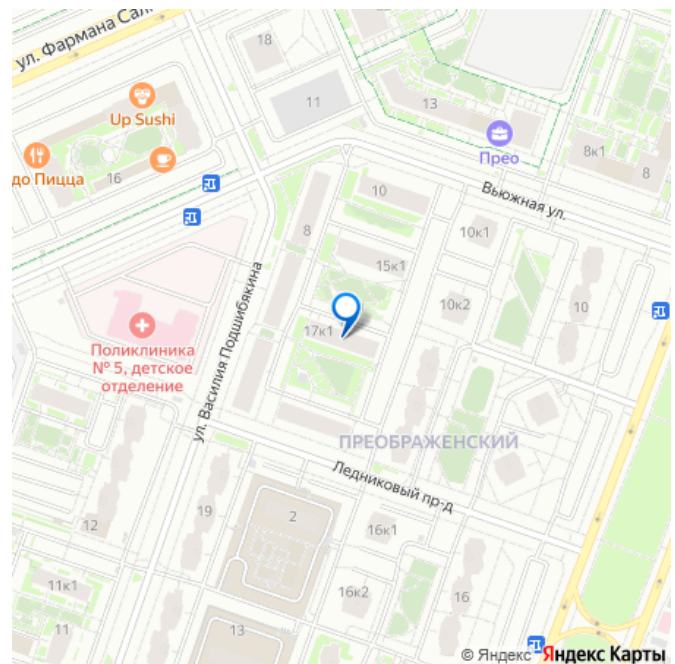 ул. Фармана Сал
18
11
13
Up Sushi
Прео
8к1
8
до Пицца
16
Вьюжная ул.
10
8
10к1
15к1
10к2
10
17к1
Поликлиника
№ 5, детское
отделение
ул. Василия Подшибякина
ПРЕОБРАЖЕНСКИЙ
Ледниковый пр-д
12
19
2
16к1
11к1
16к2
16
11
13
© Яндекс Яндекс Карты